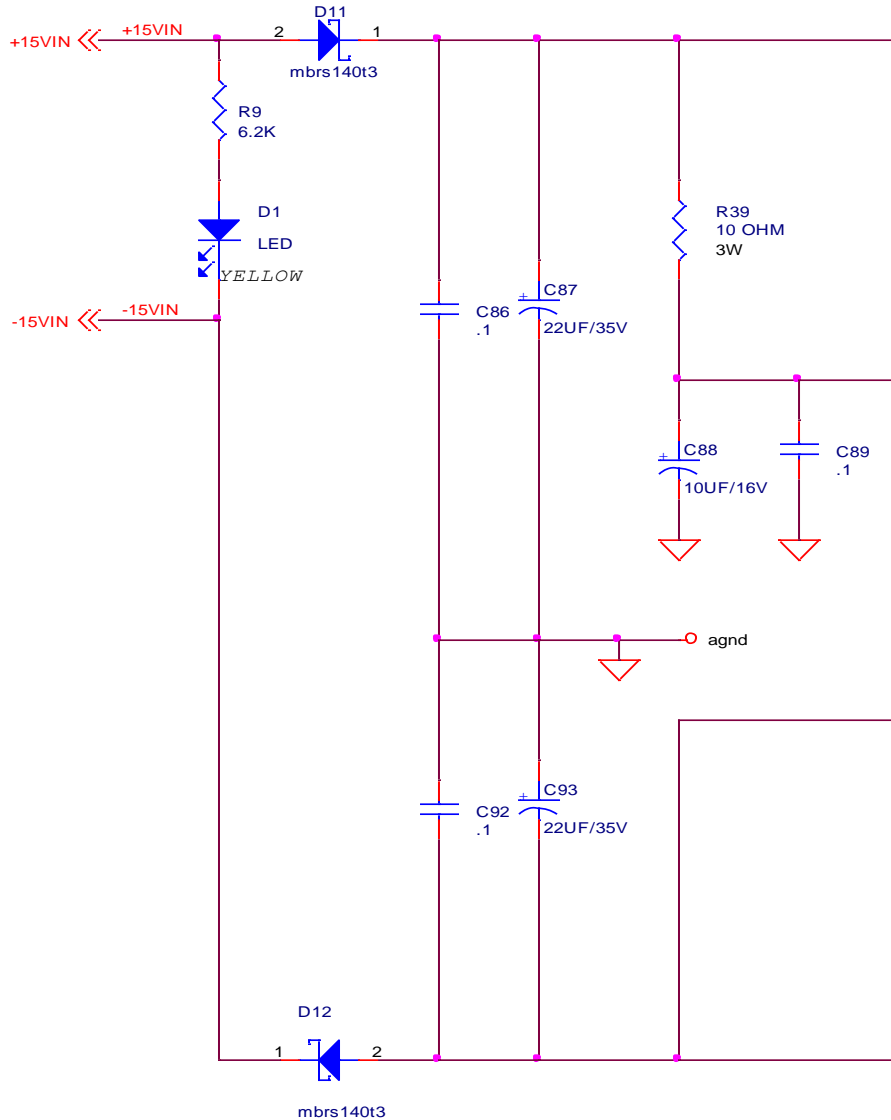 D11
+15VIN
+15VIN
2
1
mbrs140t3
R9
6.2K
D1
LED
YELLOW
R39
10 OHM
3W
-15VIN
-15VIN
C86
.1
+
C87
22UF/35V
+
C88
10UF/16V
C89
.1
agnd
C92
.1
+
C93
22UF/35V
D12
1
2
mbrs140t3